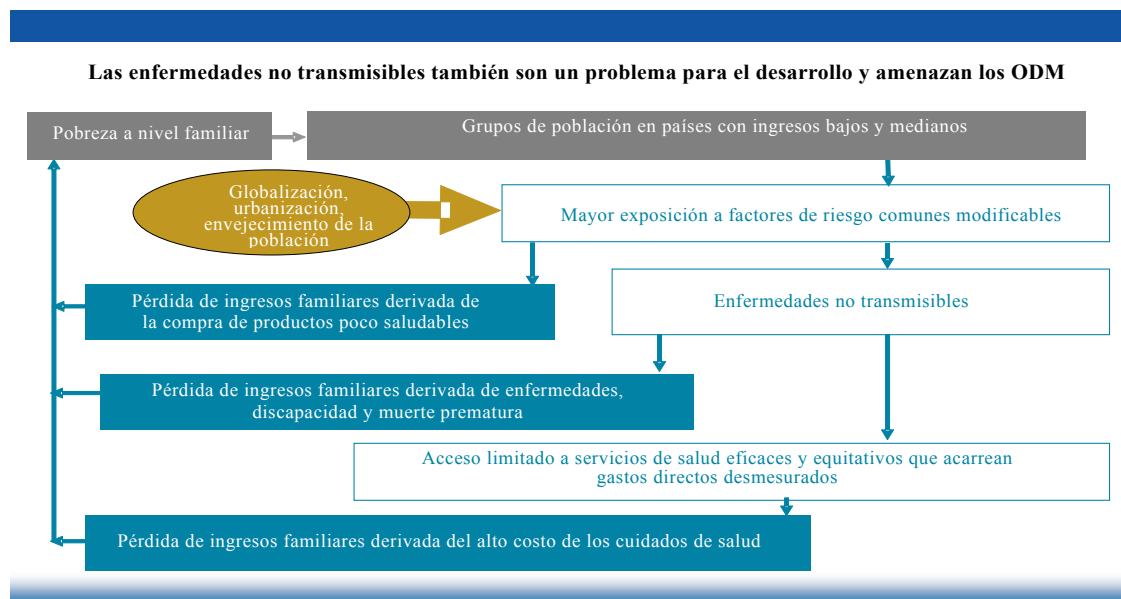 Las enfermedades no transmisibles también son un problema para el desarrollo y amenazan los ODM
Pobreza a nivel familiar
Grupos de población en países con ingresos bajos y medianos
Globalización,
urbanización,
envejecimiento de la
población
Mayor exposición a factores de riesgo comunes modificables
Pérdida de ingresos familiares derivada de
la compra de productos poco saludables
Enfermedades no transmisibles
Pérdida de ingresos familiares derivada de enfermedades,
discapacidad y muerte prematura
Acceso limitado a servicios de salud eficaces y equitativos que acarrean
gastos directos desmesurados
Pérdida de ingresos familiares derivada del alto costo de los cuidados de salud